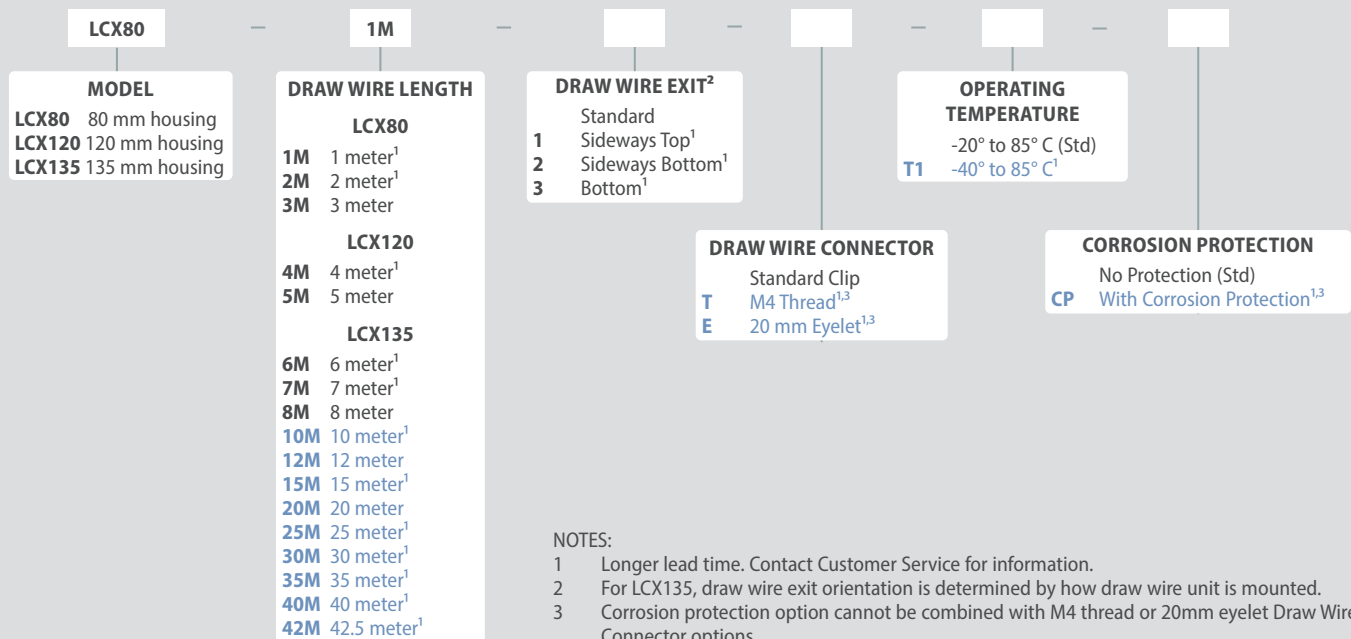 LCX80 – 1M – – – –
MODEL
LCX80 80 mm housing
LCX120 120 mm housing
LCX135 135 mm housing
DRAW WIRE LENGTH
LCX80
1M 1 meter¹
2M 2 meter¹
3M 3 meter
LCX120
4M 4 meter¹
5M 5 meter
LCX135
6M 6 meter¹
7M 7 meter¹
8M 8 meter
10M 10 meter¹
12M 12 meter
15M 15 meter¹
20M 20 meter
25M 25 meter¹
30M 30 meter¹
35M 35 meter¹
40M 40 meter¹
42M 42.5 meter¹
DRAW WIRE EXIT²
Standard
1 Sideways Top¹
2 Sideways Bottom¹
3 Bottom¹
DRAW WIRE CONNECTOR
Standard Clip
T M4 Thread¹,³
E 20 mm Eyelet¹,³
OPERATING
TEMPERATURE
-20° to 85° C (Std)
T1 -40° to 85° C¹
CORROSION PROTECTION
No Protection (Std)
CP With Corrosion Protection¹,³
NOTES:
1 Longer lead time. Contact Customer Service for information.
2 For LCX135, draw wire exit orientation is determined by how draw wire unit is mounted.
3 Corrosion protection option cannot be combined with M4 thread or 20mm eyelet Draw Wire
Connector options